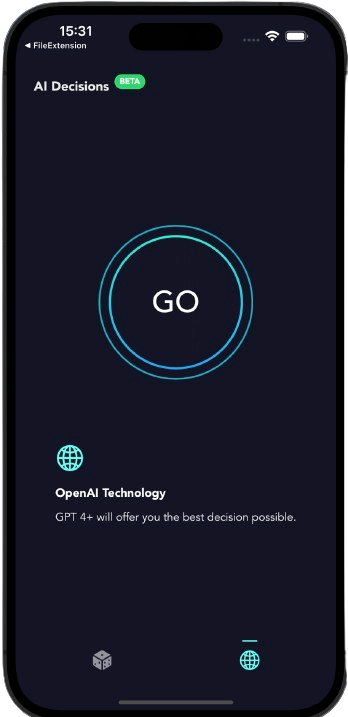 15:31
◀ FileExtension
AI Decisions BETA
GO
OpenAI Technology
GPT 4+ will offer you the best decision possible.